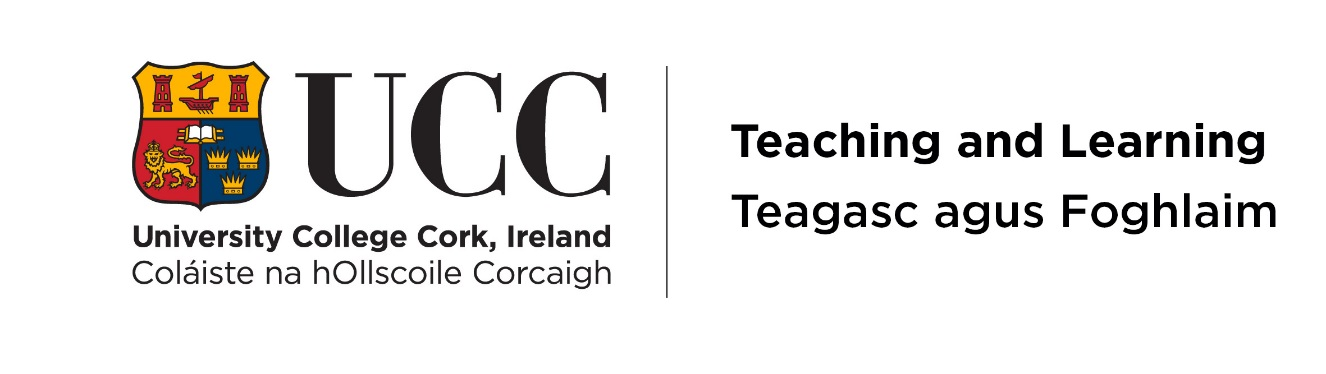 UCC
University College Cork, Ireland
Coláiste na hOllscoile Corcaigh
Teaching and Learning
Teagasc agus Foghlaim